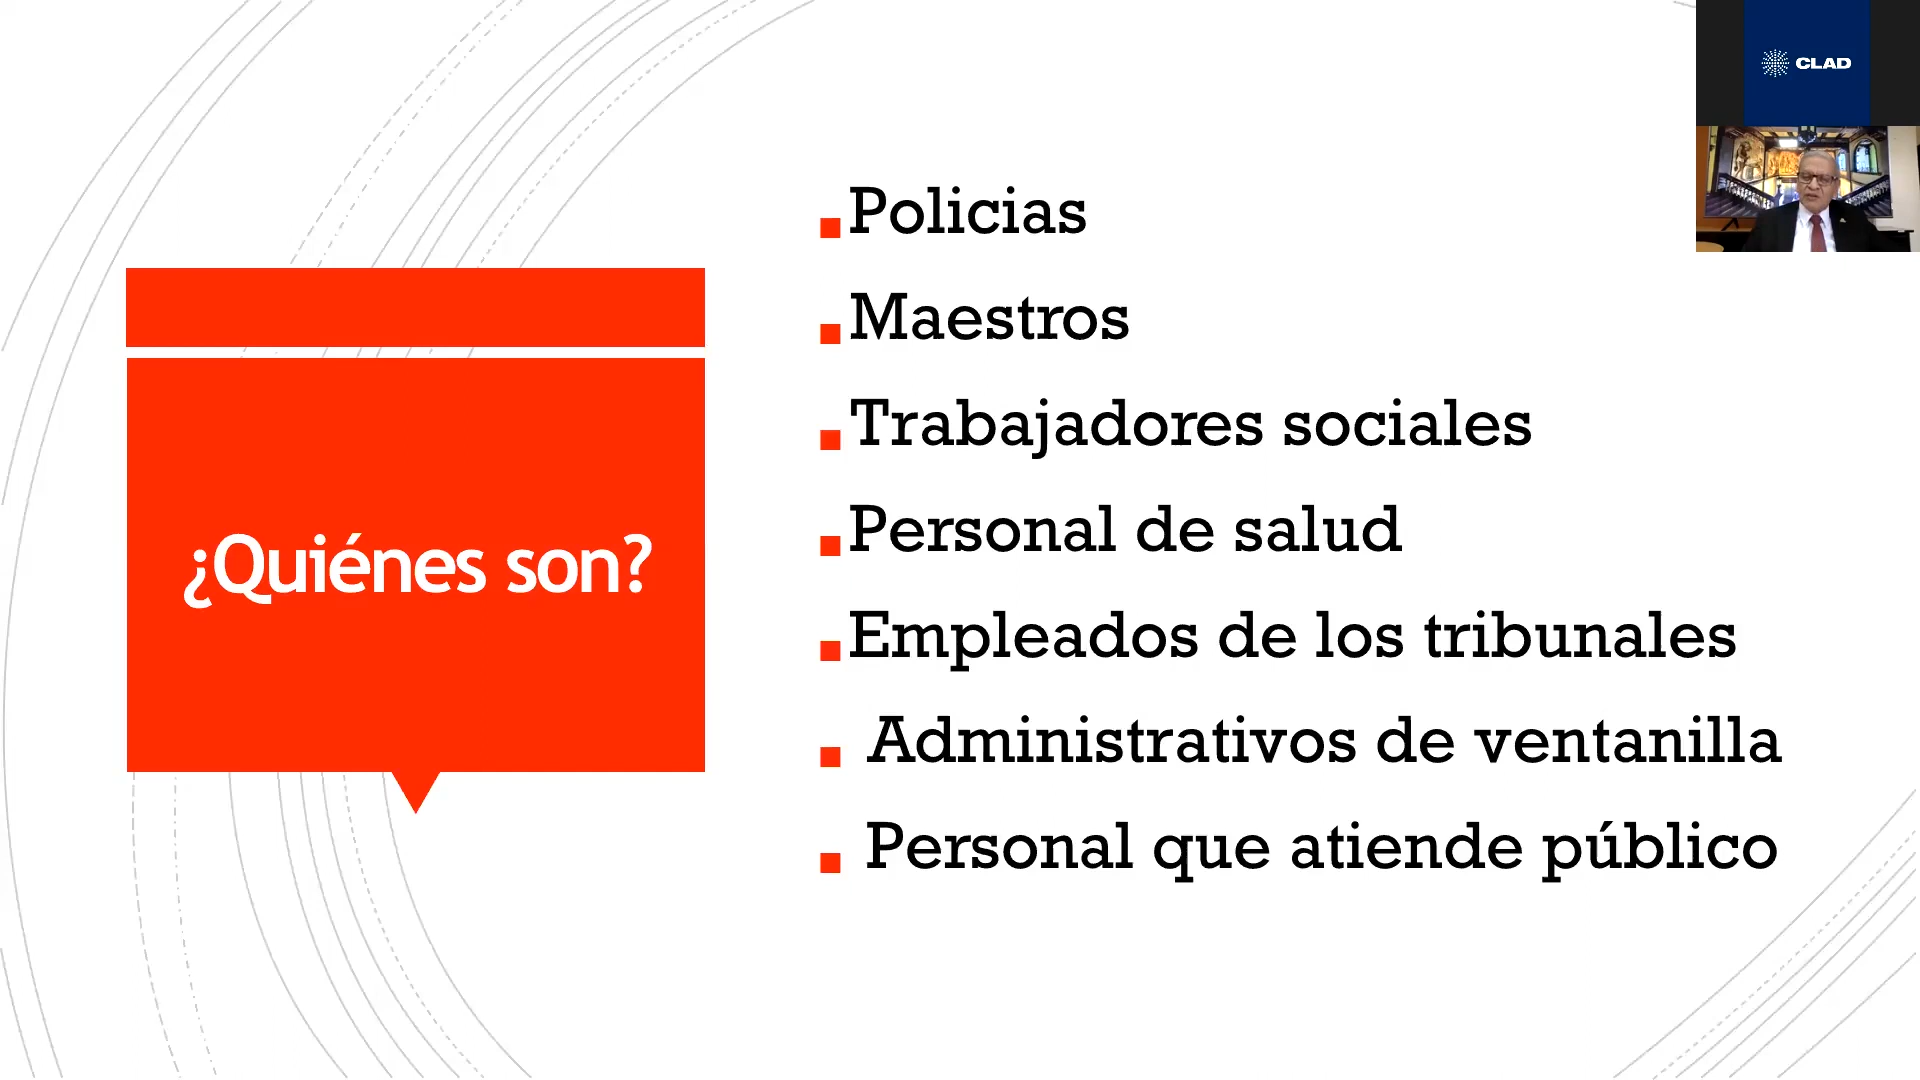 CLAD
¿Quiénes son?
Policias
Maestros
Trabajadores sociales
Personal de salud
Empleados de los tribunales
Administrativos de ventanilla
Personal que atiende público